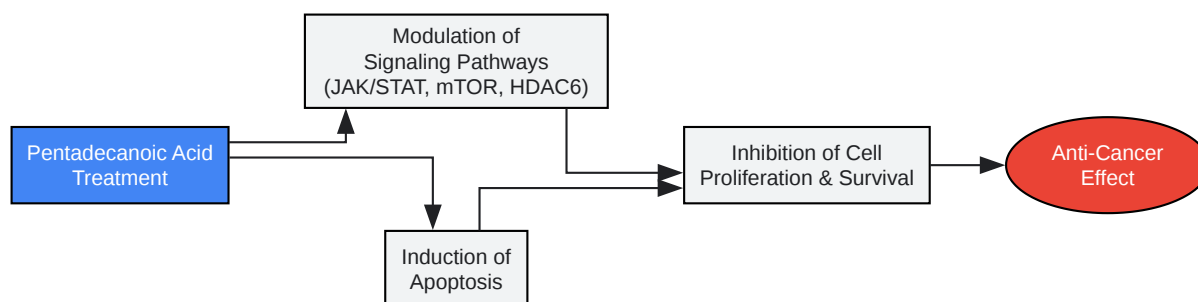 Modulation of
Signaling Pathways
(JAK/STAT, mTOR, HDAC6)
Pentadecanoic Acid
Treatment
Inhibition of Cell
Proliferation & Survival
Anti-Cancer
Effect
Induction of
Apoptosis